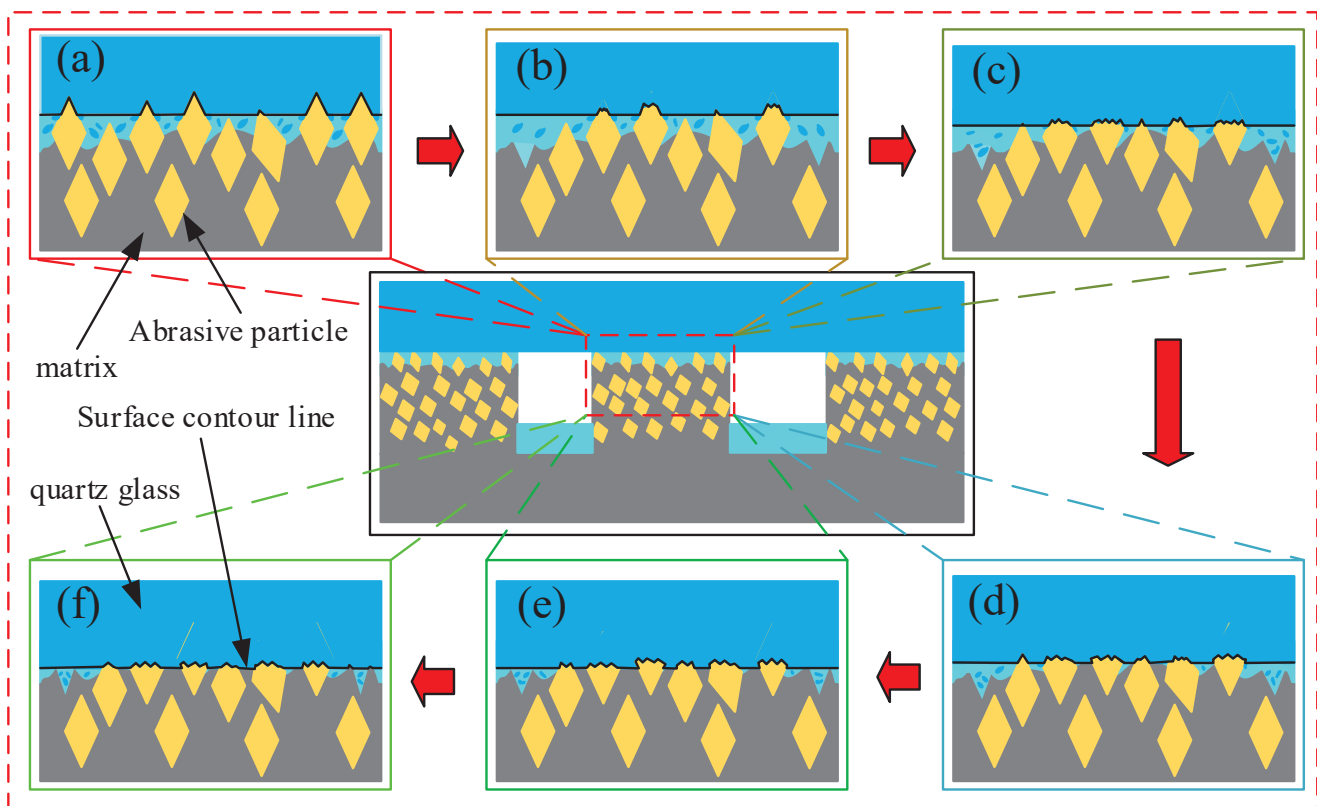 (a)
(b)
(c)
Abrasive particle
matrix
Surface contour line
quartz glass
(f)
(e)
(d)